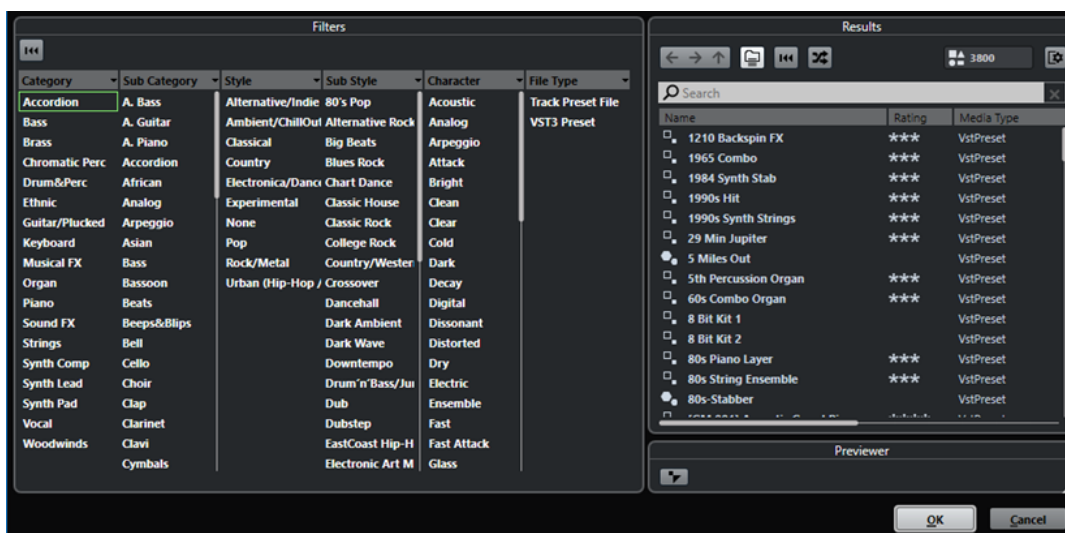 Filters
Category Sub Category Style Sub Style Character File Type
Accordion A. Bass Alternative/Indie 80's Pop Acoustic Track Preset File
Bass A. Guitar Ambient/ChillOut Alternative Rock Analog VST3 Preset
Brass A. Piano Classical Big Beats Arpeggio
Chromatic Perc Accordion Country Blues Rock Attack
Drum&Perc African Electronica/Danc Chart Dance Bright
Ethnic Analog Experimental Classic House Clean
Guitar/Plucked Arpeggio None Classic Rock Clear
Keyboard Asian Pop College Rock Cold
Musical FX Bass Rock/Metal Country/Wester Dark
Organ Bassoon Urban (Hip-Hop / Crossover Decay
Piano Beats Dancehall Digital
Sound FX Beeps&Blips Dark Ambient Dissonant
Strings Bell Dark Wave Distorted
Synth Comp Cello Downtempo Dry
Synth Lead Choir Drum'n'Bass/Ju Electric
Synth Pad Clap Dub Ensemble
Vocal Clarinet Dubstep Fast
Woodwinds Clavi EastCoast Hip-H Fast Attack
Cymbals Electronic Art M Glass
Results
3800
Search
Name Rating Media Type
1210 Backspin FX *** VstPreset
1965 Combo *** VstPreset
1984 Synth Stab *** VstPreset
1990s Hit *** VstPreset
1990s Synth Strings *** VstPreset
29 Min Jupiter *** VstPreset
5 Miles Out VstPreset
5th Percussion Organ *** VstPreset
60s Combo Organ *** VstPreset
8 Bit Kit 1 VstPreset
8 Bit Kit 2 VstPreset
80s Piano Layer *** VstPreset
80s String Ensemble *** VstPreset
80s-Stabber VstPreset
Previewer
OK Cancel